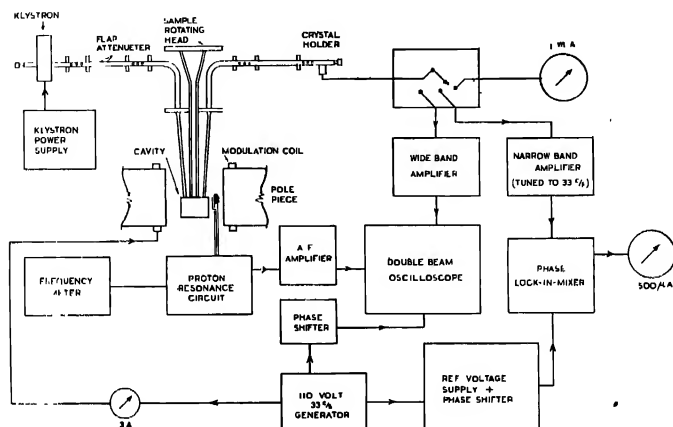 KLYSTRON
FLAP
ATTENUETER
SAMPLE
ROTATING
HEAD
CRYSTAL
HOLDER
1 mA
KLYSTRON
POWER
SUPPLY
CAVITY
MODULATION COIL
POLE
PIECE
WIDE BAND
AMPLIFIER
NARROW BAND
AMPLIFIER
(TUNED TO 33 c/s)
FREQUENCY
METER
PROTON
RESONANCE
CIRCUIT
A F
AMPLIFIER
DOUBLE BEAM
OSCILLOSCOPE
PHASE
LOCK-IN-MIXER
PHASE
SHIFTER
3A
110 VOLT
33 c/s
GENERATOR
REF VOLTAGE
SUPPLY +
PHASE SHIFTER